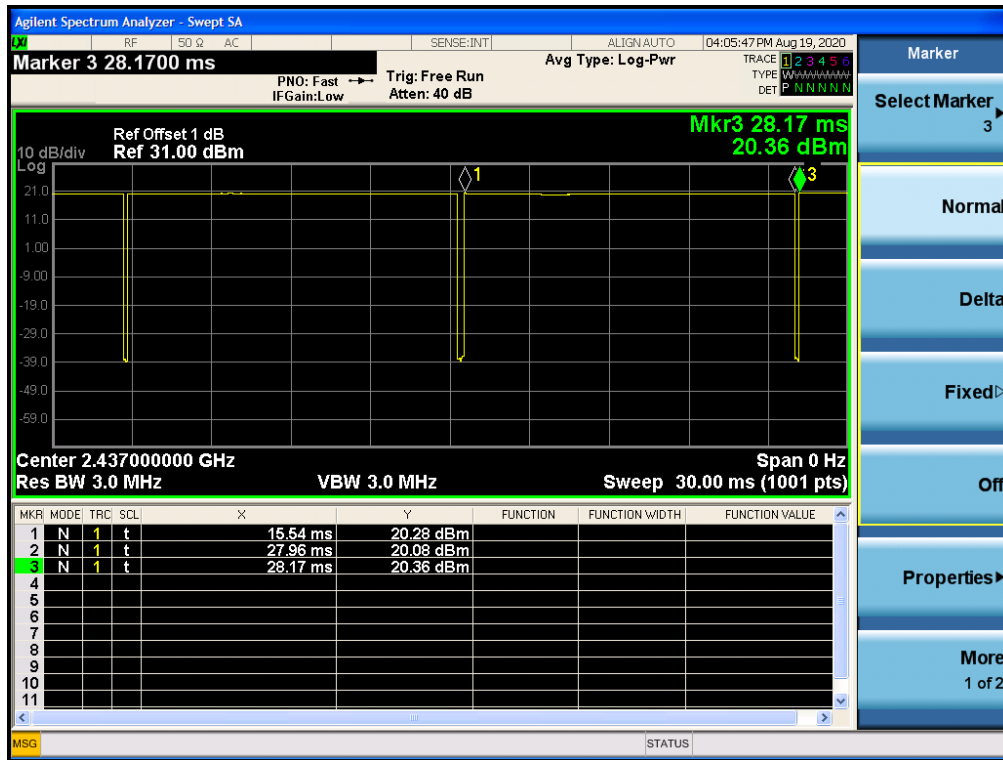 Agilent Spectrum Analyzer - Swept SA
LXI RF 50 Ω AC SENSE:INT ALIGN AUTO 04:05:47 PM Aug 19, 2020
Marker 3 28.1700 ms
PNO: Fast
IFGain:Low
Trig: Free Run
Atten: 40 dB
Avg Type: Log-Pwr
TRACE 1 2 3 4 5 6
TYPE W
DET P N N N N N
Ref Offset 1 dB
10 dB/div Ref 31.00 dBm
Log
Mkr3 28.17 ms
20.36 dBm
1
3
21.0
11.0
1.00
-9.00
-19.0
-29.0
-39.0
-49.0
-59.0
Center 2.437000000 GHz Span 0 Hz
Res BW 3.0 MHz VBW 3.0 MHz Sweep 30.00 ms (1001 pts)
MKR MODE TRC SCL X Y FUNCTION FUNCTION WIDTH FUNCTION VALUE
1 N 1 t 15.54 ms 20.28 dBm
2 N 1 t 27.96 ms 20.08 dBm
3 N 1 t 28.17 ms 20.36 dBm
4
5
6
7
8
9
10
11
MSG STATUS
Marker
Select Marker
3
Normal
Delta
Fixed
Off
Properties
More
1 of 2